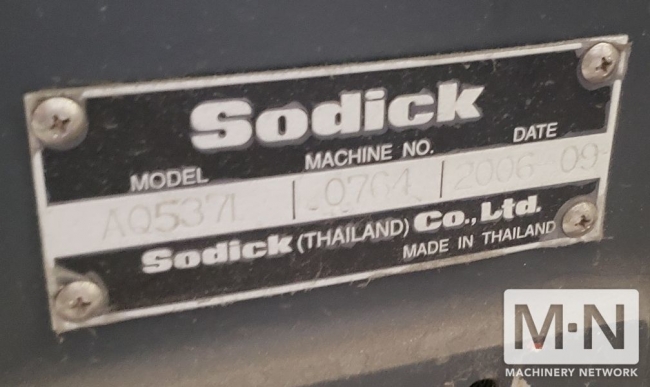 Sodick
MODEL MACHINE NO. DATE
AQ537L 0764 2006-09
Sodick (THAILAND) Co., Ltd.
MADE IN THAILAND
M·N
MACHINERY NETWORK